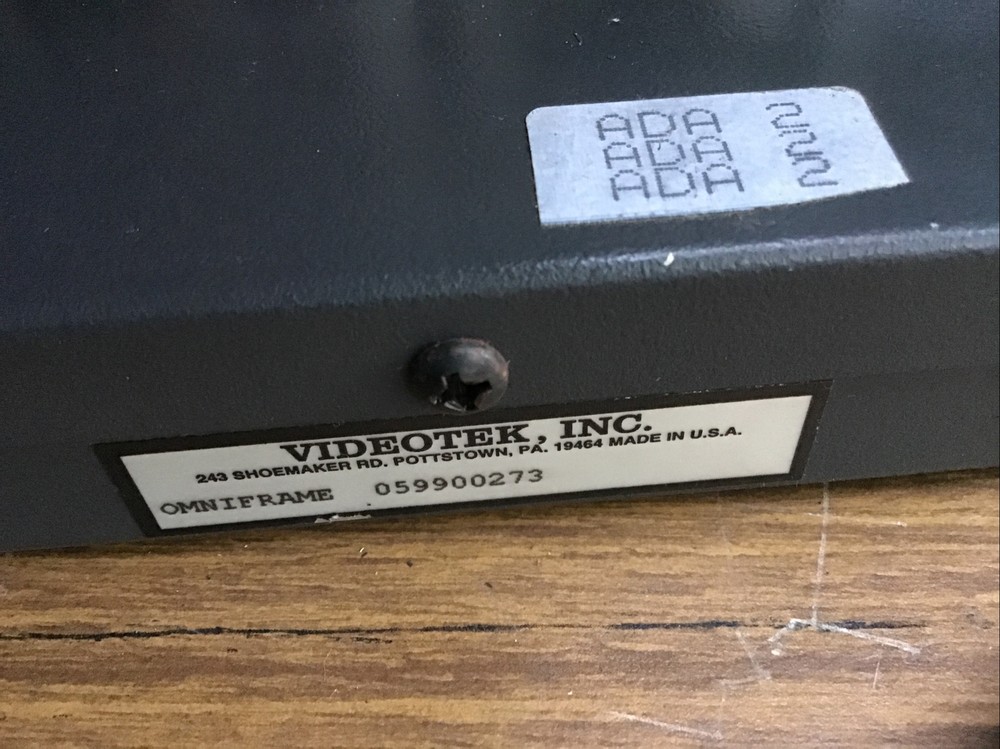 ADA 2
ADA 2
ADA 2
VIDEOTEK, INC.
243 SHOEMAKER RD. POTTSTOWN, PA. 19464 MADE IN U.S.A.
OMNIFRAME 059900273